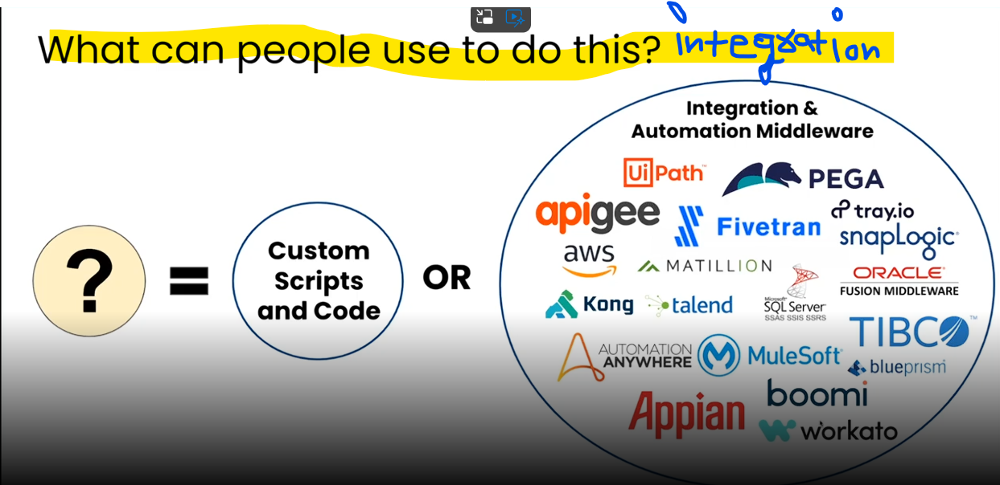 What can people use to do this? integration
Integration &
Automation Middleware
UiPath™
PEGA
apigee
Fivetran
tray.io
snapLogic
aws
MATILLION
ORACLE
FUSION MIDDLEWARE
Kong
talend
Microsoft
SQL Server
SSAS SSIS SSRS
TIBCO™
AUTOMATION
ANYWHERE
MuleSoft
blueprism
Appian
boomi
workato
?
=
Custom
Scripts
and Code
OR